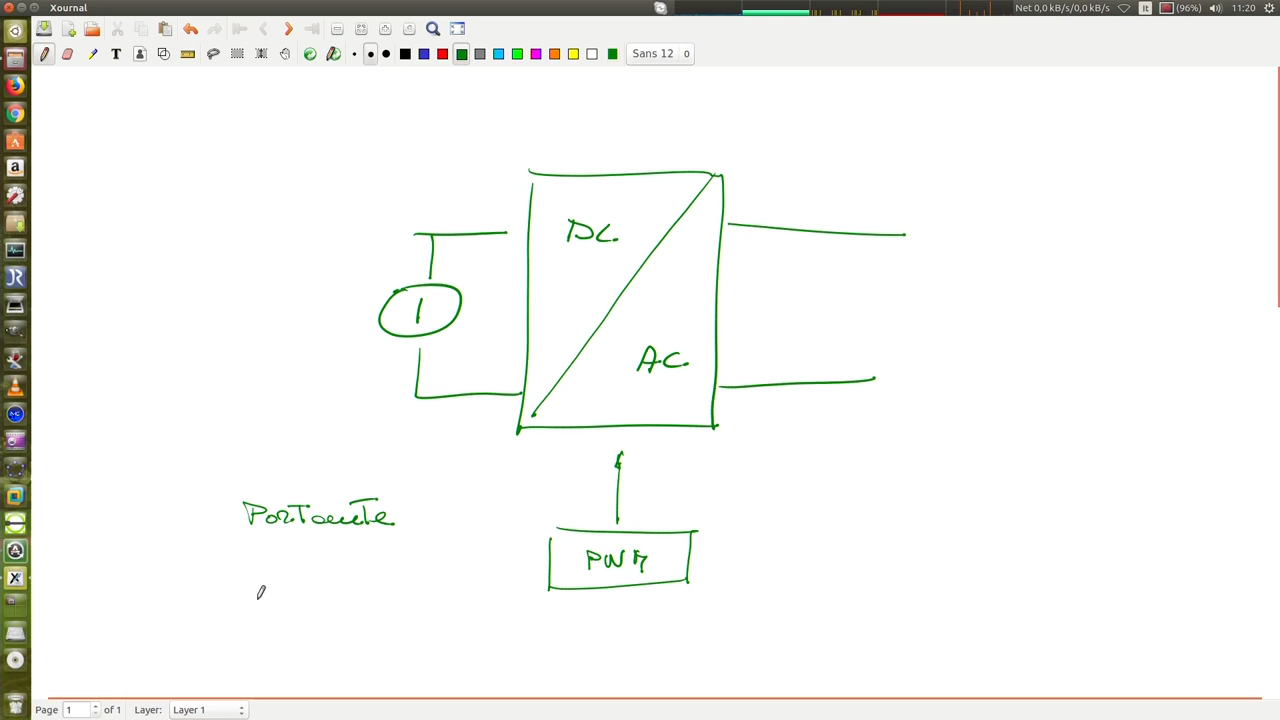 Xournal
Net 0,0 kB/s/0,0 kB/s
It
(96%)
11:20
Sans 12
DC
1
AC
Portante
PWM
Page 1 of 1 Layer: Layer 1